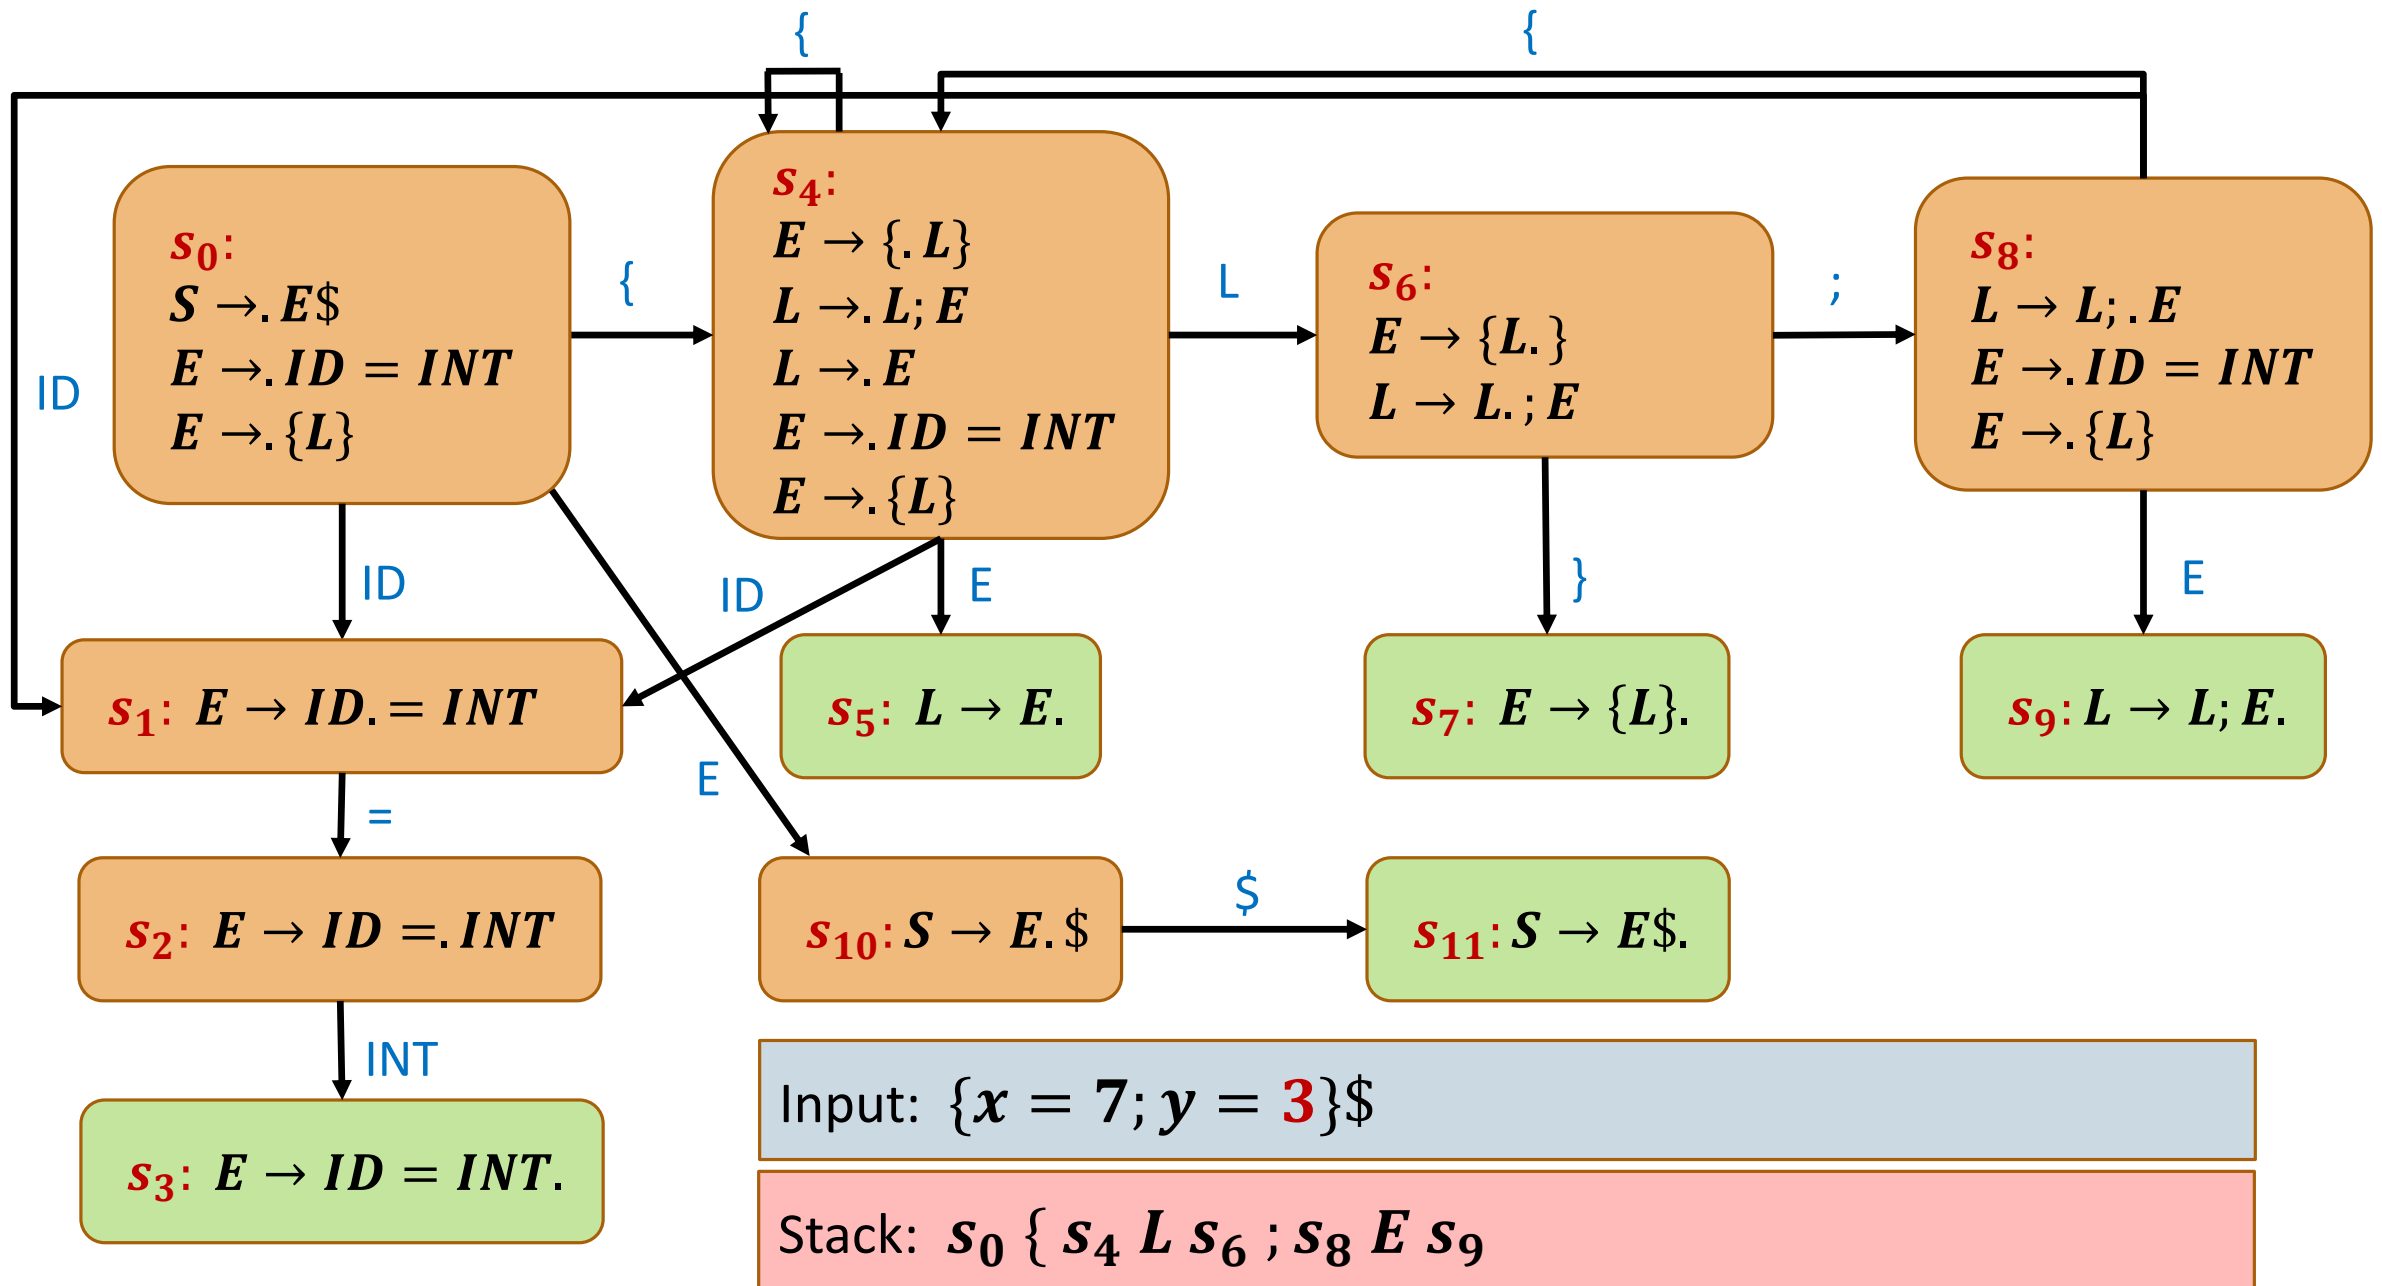 {
{
s₀:
S →. E$
E →. ID = INT
E →. {L}
{
s₄:
E → {. L}
L →. L; E
L →. E
E →. ID = INT
E →. {L}
L
s₆:
E → {L. }
L → L. ; E
;
s₈:
L → L; . E
E →. ID = INT
E →. {L}
ID
ID
ID
E
}
E
s₁: E → ID. = INT
s₅: L → E.
s₇: E → {L}.
s₉: L → L; E.
=
E
s₂: E → ID =. INT
s₁₀: S → E. $
$
s₁₁: S → E$.
INT
s₃: E → ID = INT.
Input: {x = 7; y = 3}$
Stack: s₀ { s₄ L s₆ ; s₈ E s₉